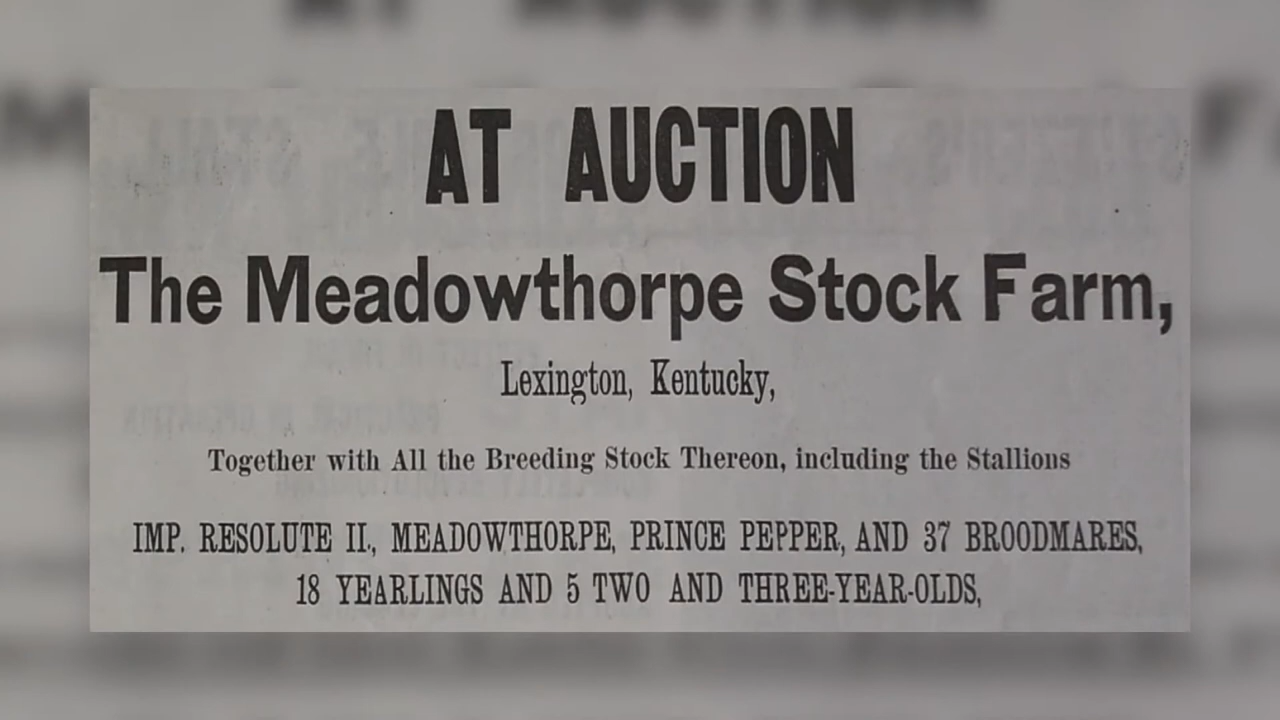 AT AUCTION
The Meadowthorpe Stock Farm,
Lexington, Kentucky,
Together with All the Breeding Stock Thereon, including the Stallions
IMP. RESOLUTE II., MEADOWTHORPE, PRINCE PEPPER, AND 37 BROODMARES,
18 YEARLINGS AND 5 TWO AND THREE-YEAR-OLDS,